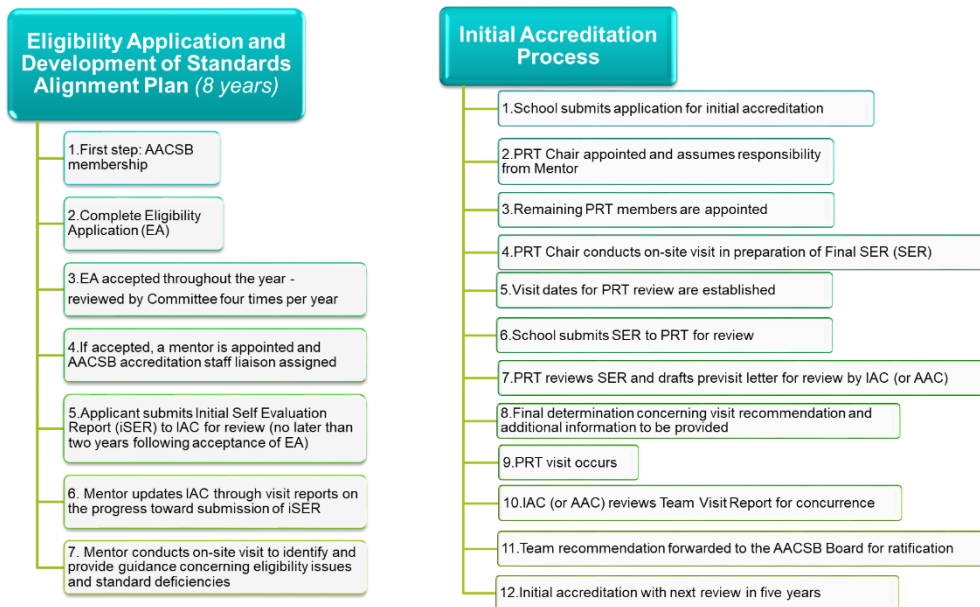 Eligibility Application and
Development of Standards
Alignment Plan (8 years)
1.First step: AACSB
membership
2.Complete Eligibility
Application (EA)
3.EA accepted throughout the year -
reviewed by Committee four times per year
4.If accepted, a mentor is appointed and
AACSB accreditation staff liaison assigned
5.Applicant submits Initial Self Evaluation
Report (iSER) to IAC for review (no later than
two years following acceptance of EA)
6. Mentor updates IAC through visit reports on
the progress toward submission of iSER
7. Mentor conducts on-site visit to identify and
provide guidance concerning eligibility issues
and standard deficiencies
Initial Accreditation
Process
1.School submits application for initial accreditation
2.PRT Chair appointed and assumes responsibility
from Mentor
3.Remaining PRT members are appointed
4.PRT Chair conducts on-site visit in preparation of Final SER (SER)
5.Visit dates for PRT review are established
6.School submits SER to PRT for review
7.PRT reviews SER and drafts previsit letter for review by IAC (or AAC)
8.Final determination concerning visit recommendation and
additional information to be provided
9.PRT visit occurs
10.IAC (or AAC) reviews Team Visit Report for concurrence
11.Team recommendation forwarded to the AACSB Board for ratification
12.Initial accreditation with next review in five years